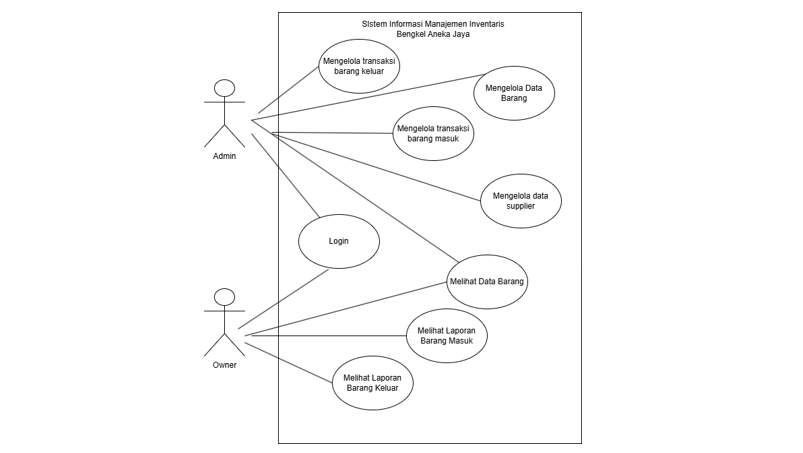 SIstem Informasi Manajemen Inventaris
Bengkel Aneka Jaya
Mengelola transaksi
barang keluar
Mengelola Data
Barang
Mengelola transaksi
barang masuk
Admin
Mengelola data
supplier
Login
Melihat Data Barang
Melihat Laporan
Barang Masuk
Owner
Melihat Laporan
Barang Keluar